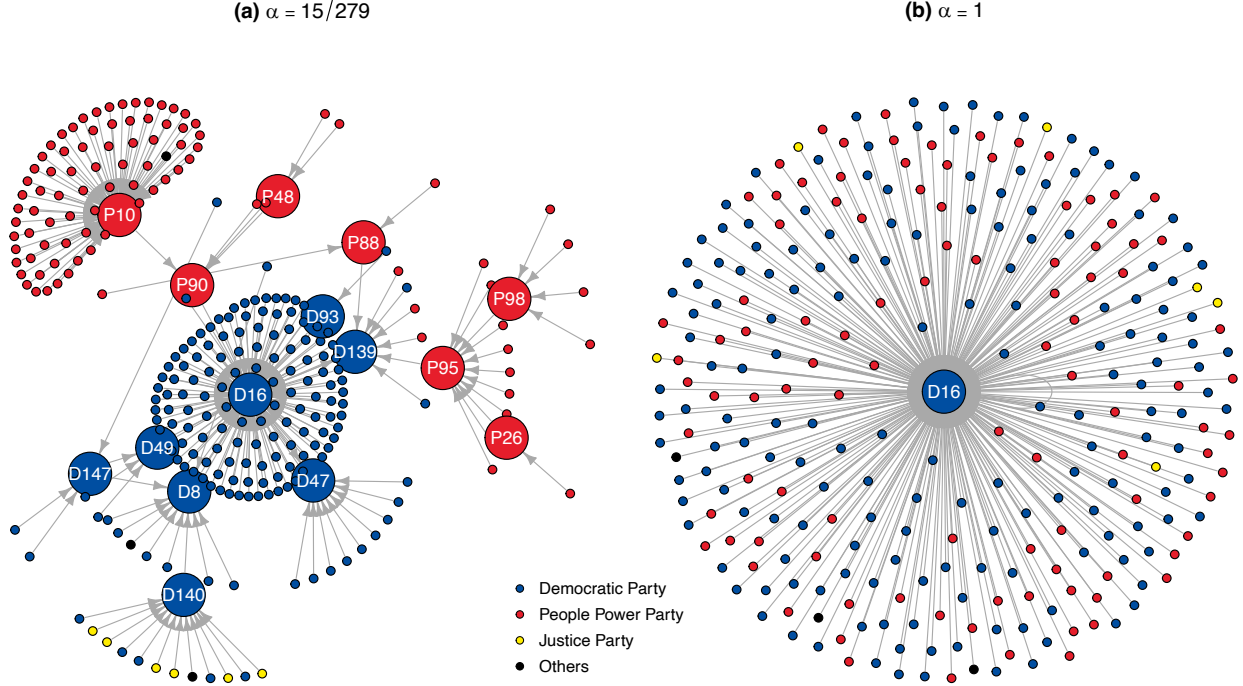 (a) α = 15/279
(b) α = 1
P10
P48
P88
P90
P98
D93
D139
P95
D16
D16
P26
D49
D147
D8
D47
D140
Democratic Party
People Power Party
Justice Party
Others